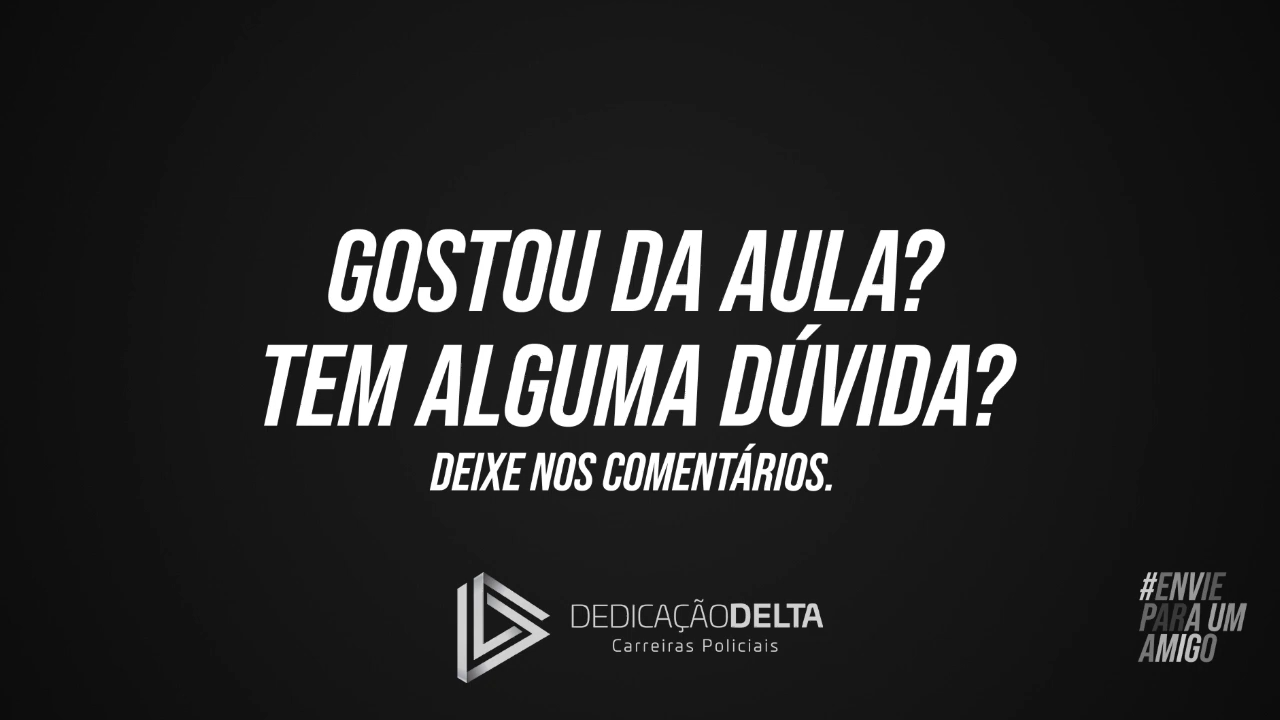 GOSTOU DA AULA?
TEM ALGUMA DÚVIDA?
DEIXE NOS COMENTÁRIOS.
DEDICAÇÃODELTA
Carreiras Policiais
#ENVIE
PARA UM
AMIGO